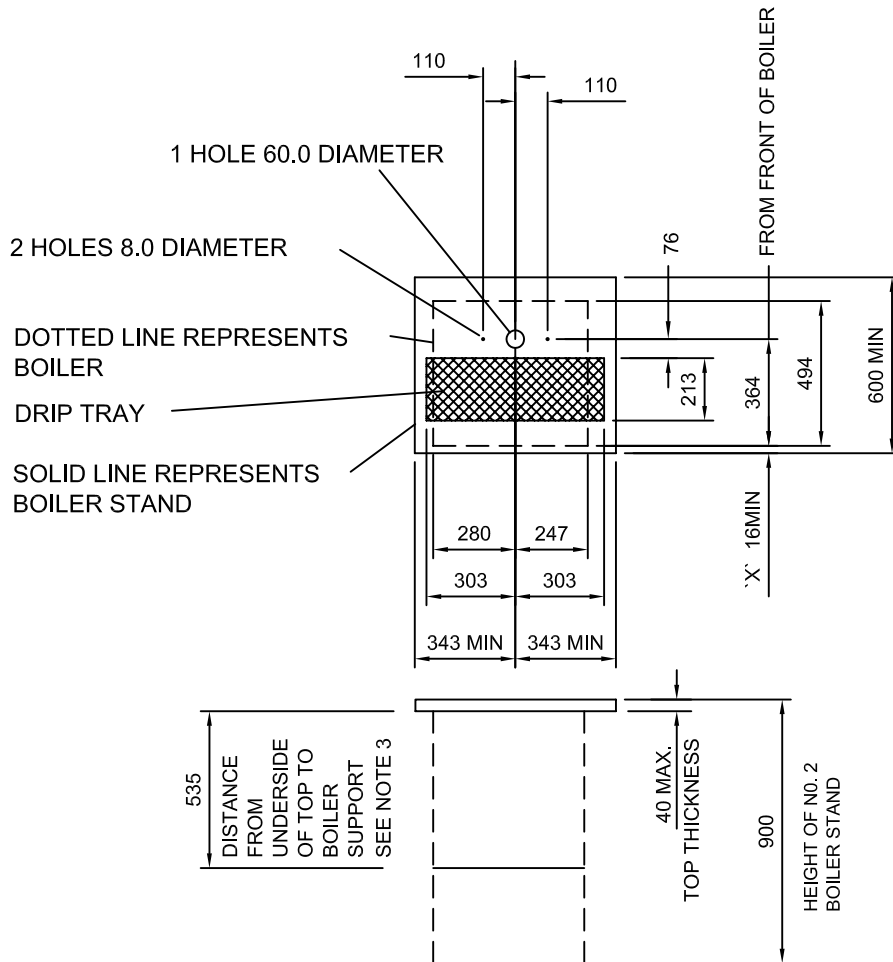 110
110
FROM FRONT OF BOILER
1 HOLE 60.0 DIAMETER
2 HOLES 8.0 DIAMETER
76
DOTTED LINE REPRESENTS
BOILER
DRIP TRAY
SOLID LINE REPRESENTS
BOILER STAND
213
364
494
600 MIN
280
247
303
303
343 MIN
343 MIN
`X` 16MIN
535
DISTANCE
FROM
UNDERSIDE
OF TOP TO
BOILER
SUPPORT
SEE NOTE 3
40 MAX.
TOP THICKNESS
900
HEIGHT OF N0. 2
BOILER STAND